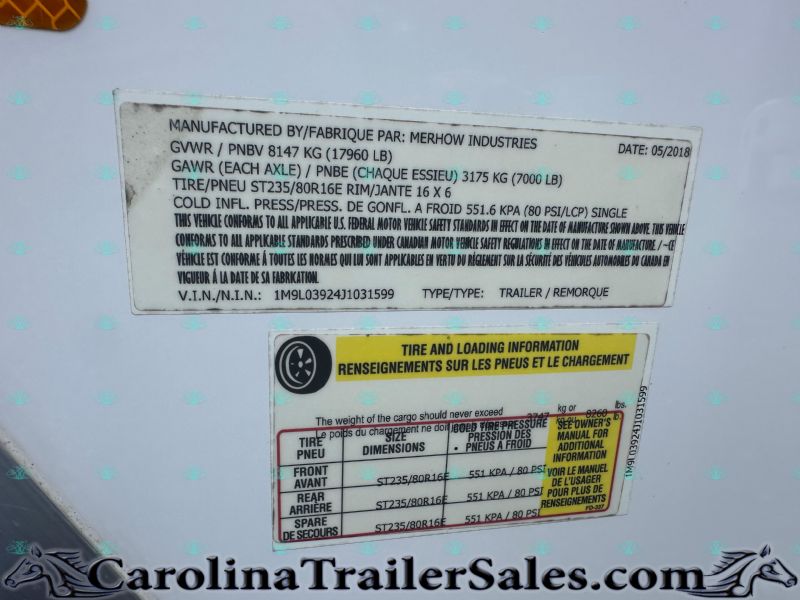 MANUFACTURED BY/FABRIQUE PAR: MERHOW INDUSTRIES DATE: 05/2018
GVWR / PNBV 8147 KG (17960 LB)
GAWR (EACH AXLE) / PNBE (CHAQUE ESSIEU) 3175 KG (7000 LB)
TIRE/PNEU ST235/80R16E RIM/JANTE 16 X 6
COLD INFL. PRESS/PRESS. DE GONFL. A FROID 551.6 KPA (80 PSI/LCP) SINGLE
THIS VEHICLE CONFORMS TO ALL APPLICABLE U.S. FEDERAL MOTOR VEHICLE SAFETY STANDARDS IN EFFECT ON THE DATE OF MANUFACTURE SHOWN ABOVE. THIS VEHICLE
CONFORMS TO ALL APPLICABLE STANDARDS PRESCRIBED UNDER CANADIAN MOTOR VEHICLE SAFETY REGULATIONS IN EFFECT ON THE DATE OF MANUFACTURE. / -CE
VÉHICLE EST CONFORME Á TOUTES LES NORMES QUI LUI SONT APPLICABLES EN VERTU DU RÉGLEMENT SUR LA SÉCURITÉ DES VÉHICULES AUTOMOBILES DU CANADA EN
VIGUEUR Á LA DATE DE SA FABRICATION.
V.I.N./N.I.N.: 1M9L03924J1031599 TYPE/TYPE: TRAILER / REMORQUE
TIRE AND LOADING INFORMATION
RENSEIGNEMENTS SUR LES PNEUS ET LE CHARGEMENT
The weight of the cargo should never exceed 3747 kg or 8260 lbs.
Le poids du chargement ne doit
TIRE
PNEU
SIZE
DIMENSIONS
COLD TIRE PRESSURE
PRESSION DES
PNEUS A FROID
SEE OWNER'S
MANUAL FOR
ADDITIONAL
INFORMATION
VOIR LE MANUEL
DE L'USAGER
POUR PLUS DE
RENSEIGNEMENTS
FRONT
AVANT
ST235/80R16E 551 KPA / 80 PSI
REAR
ARRIÈRE
ST235/80R16E 551 KPA / 80 PSI
SPARE
DE SECOURS
ST235/80R16E 551 KPA / 80 PSI
1M9L03924J1031599
CarolinaTrailerSales.com